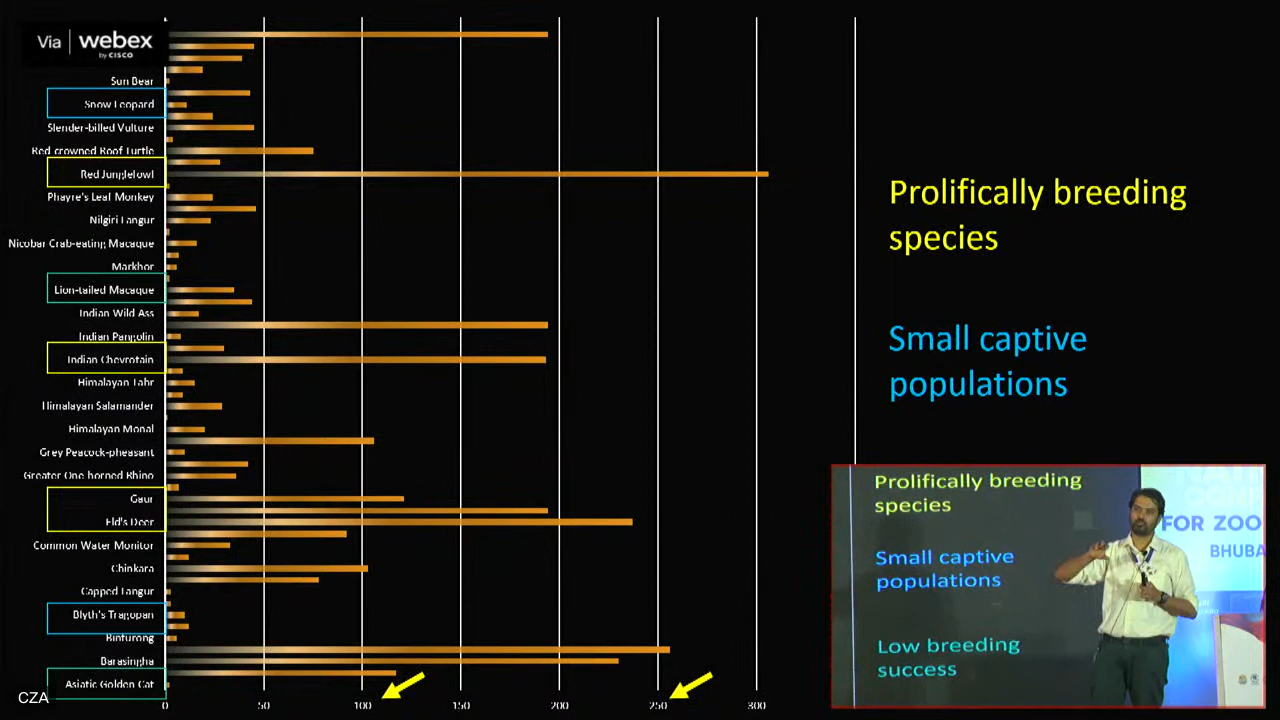 Via | webex
by CISCO
Sun Bear
Snow Leopard
Slender-billed Vulture
Red-crowned Roof Turtle
Red Junglefowl
Phayre's Leaf Monkey
Nilgiri Langur
Nicobar Crab-eating Macaque
Markhor
Lion-tailed Macaque
Indian Wild Ass
Indian Pangolin
Indian Chevrotain
Himalayan Tahr
Himalayan Salamander
Himalayan Monal
Grey Peacock-pheasant
Greater One-horned Rhino
Gaur
Eld's Deer
Common Water Monitor
Chinkara
Capped Langur
Blyth's Tragopan
Binturong
Barasingha
Asiatic Golden Cat
CZA
0 50 100 150 200 250 300
Prolifically breeding
species
Small captive
populations
Prolifically breeding
species
Small captive
populations
Low breeding
success
FOR ZOO
BHUBA